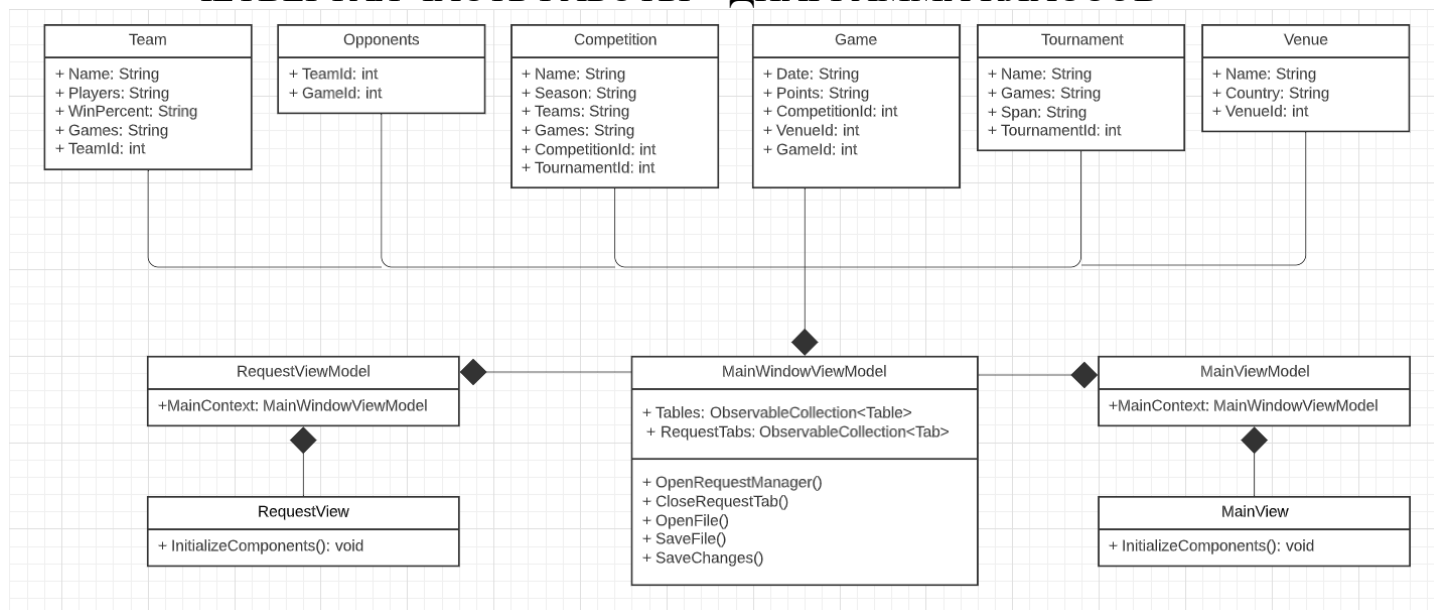 Team
+ Name: String
+ Players: String
+ WinPercent: String
+ Games: String
+ TeamId: int
Opponents
+ TeamId: int
+ GameId: int
Competition
+ Name: String
+ Season: String
+ Teams: String
+ Games: String
+ CompetitionId: int
+ TournamentId: int
Game
+ Date: String
+ Points: String
+ CompetitionId: int
+ VenueId: int
+ GameId: int
Tournament
+ Name: String
+ Games: String
+ Span: String
+ TournamentId: int
Venue
+ Name: String
+ Country: String
+ VenueId: int
RequestViewModel
+MainContext: MainWindowViewModel
MainWindowViewModel
+ Tables: ObservableCollection<Table>
+ RequestTabs: ObservableCollection<Tab>
+ OpenRequestManager()
+ CloseRequestTab()
+ OpenFile()
+ SaveFile()
+ SaveChanges()
MainViewModel
+MainContext: MainWindowViewModel
RequestView
+ InitializeComponents(): void
MainView
+ InitializeComponents(): void